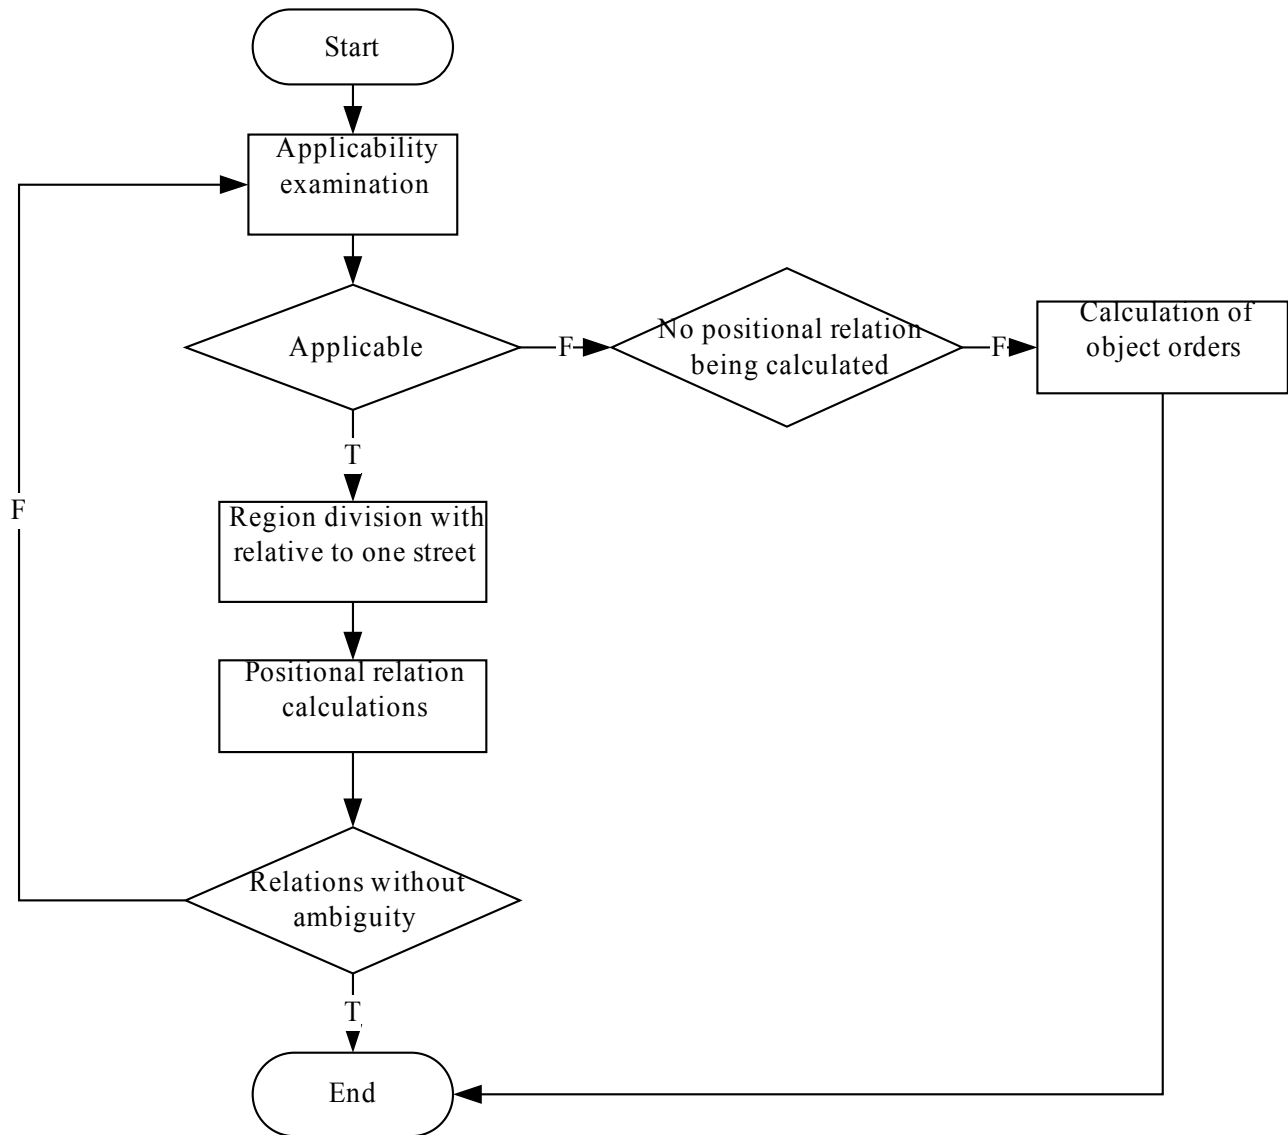 Start
Applicability
examination
Applicable
F
No positional relation
being calculated
F
Calculation of
object orders
T
Region division with
relative to one street
F
Positional relation
calculations
Relations without
ambiguity
T
End